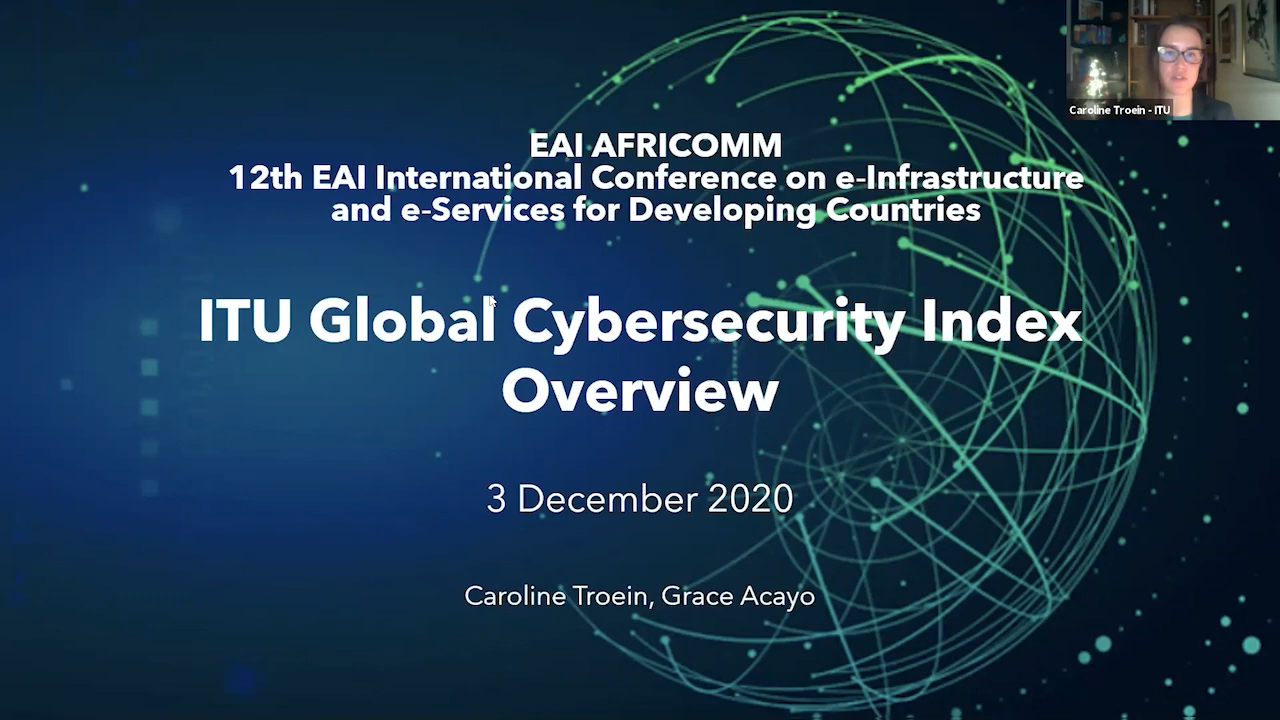 Caroline Troein - ITU
EAI AFRICOMM
12th EAI International Conference on e-Infrastructure
and e-Services for Developing Countries
ITU Global Cybersecurity Index
Overview
3 December 2020
Caroline Troein, Grace Acayo